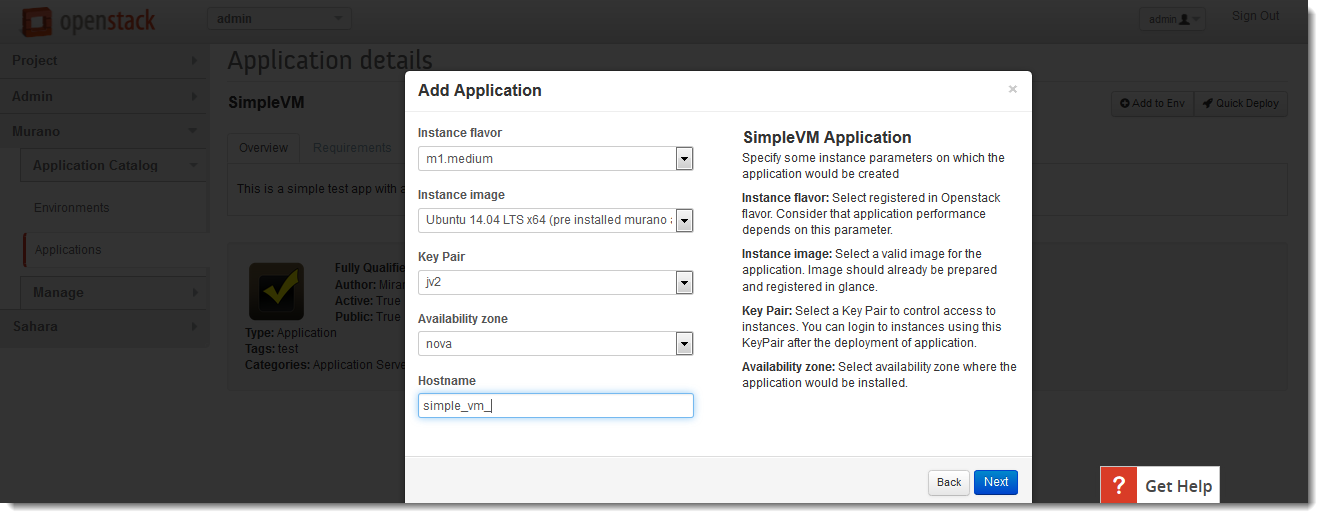 openstack
admin
admin
Sign Out
Project
Admin
Murano
Application Catalog
Environments
Applications
Manage
Sahara
Application details
SimpleVM
Add to Env
Quick Deploy
Overview
Requirements
This is a simple test app with
Fully
Author:
Active: True
Public: True
Type: Application
Tags: test
Categories: Application
Add Application
×
Instance flavor
m1.medium
Instance image
Ubuntu 14.04 LTS x64 (pre installed murano
Key Pair
jv2
Availability zone
nova
Hostname
simple_vm_
SimpleVM Application
Specify some instance parameters on which the
application would be created
Instance flavor: Select registered in Openstack
flavor. Consider that application performance
depends on this parameter.
Instance image: Select a valid image for the
application. Image should already be prepared
and registered in glance.
Key Pair: Select a Key Pair to control access to
instances. You can login to instances using this
KeyPair after the deployment of application.
Availability zone: Select availability zone where the
application would be installed.
Back
Next
? Get Help